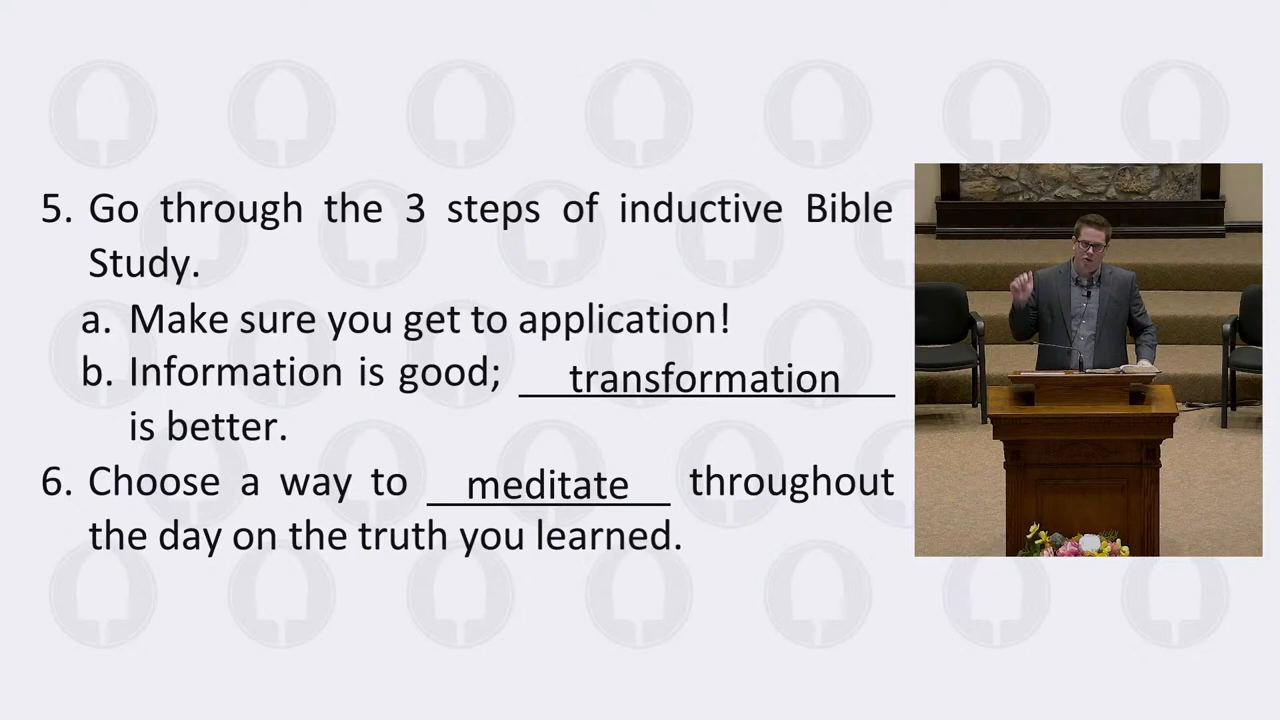 5. Go through the 3 steps of inductive Bible
Study.
a. Make sure you get to application!
b. Information is good; transformation
is better.
6. Choose a way to meditate throughout
the day on the truth you learned.